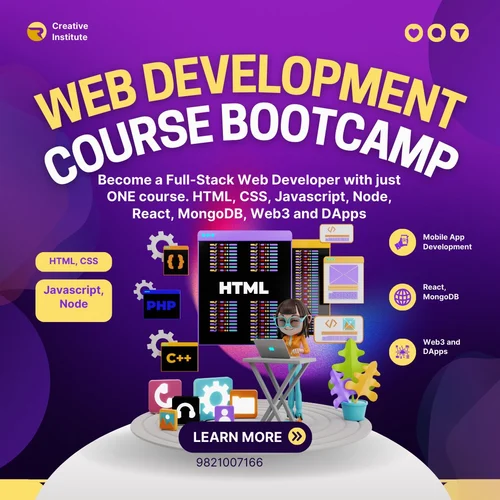 Creative
Institute
WEB DEVELOPMENT
COURSE BOOTCAMP
Become a Full-Stack Web Developer with just
ONE course. HTML, CSS, Javascript, Node,
React, MongoDB, Web3 and DApps
HTML, CSS
Javascript,
Node
{ }
PHP
C++
HTML
</>
</>
Mobile App
Development
React,
MongoDB
Web3 and
DApps
LEARN MORE »
9821007166